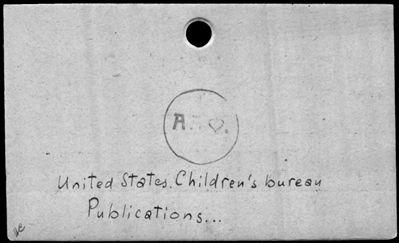 United States. Children's bureau
Publications...